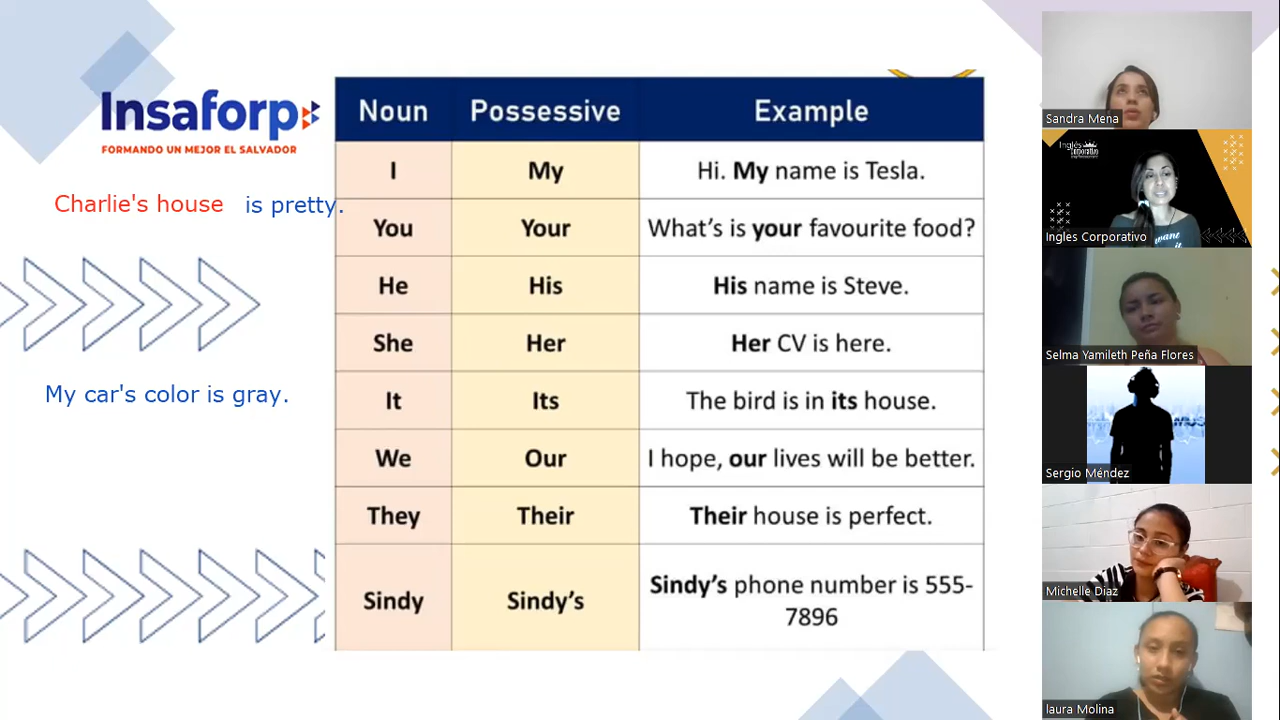 Insaforp
FORMANDO UN MEJOR EL SALVADOR
Charlie's house is pretty.
My car's color is gray.
Noun Possessive Example
I My Hi. My name is Tesla.
You Your What's is your favourite food?
He His His name is Steve.
She Her Her CV is here.
It Its The bird is in its house.
We Our I hope, our lives will be better.
They Their Their house is perfect.
Sindy Sindy's Sindy's phone number is 555-
7896
Sandra Mena
Inglés
Corporativo
want
Ingles Corporativo
Selma Yamileth Peña Flores
Sergio Méndez
Michelle Diaz
laura Molina